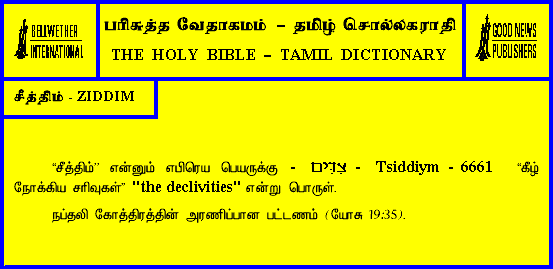 BELLWETHER
INTERNATIONAL
பரிசுத்த வேதாகமம் – தமிழ் சொல்லகராதி
THE HOLY BIBLE – TAMIL DICTIONARY
GOOD NEWS
PUBLISHERS
சீத்திம் - ZIDDIM
“சீத்திம்” என்னும் எபிரெய பெயருக்கு - צִדִּים - Tsiddiym - 6661 “கீழ்
நோக்கிய சரிவுகள்” "the declivities" என்று பொருள்.
நப்தலி கோத்திரத்தின் அரணிப்பான பட்டணம் (யோசு 19:35).